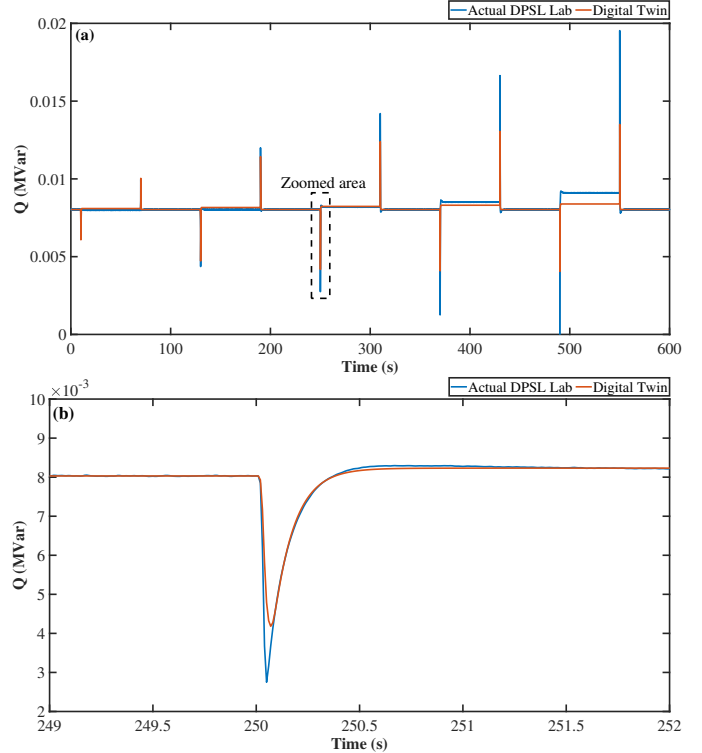 Actual DPSL Lab Digital Twin
(a)
0.02
0.015
0.01
0.005
0
Q (MVar)
Zoomed area
0 100 200 300 400 500 600
Time (s)
×10⁻³
Actual DPSL Lab Digital Twin
(b)
10
9
8
7
6
5
4
3
2
Q (MVar)
249 249.5 250 250.5 251 251.5 252
Time (s)